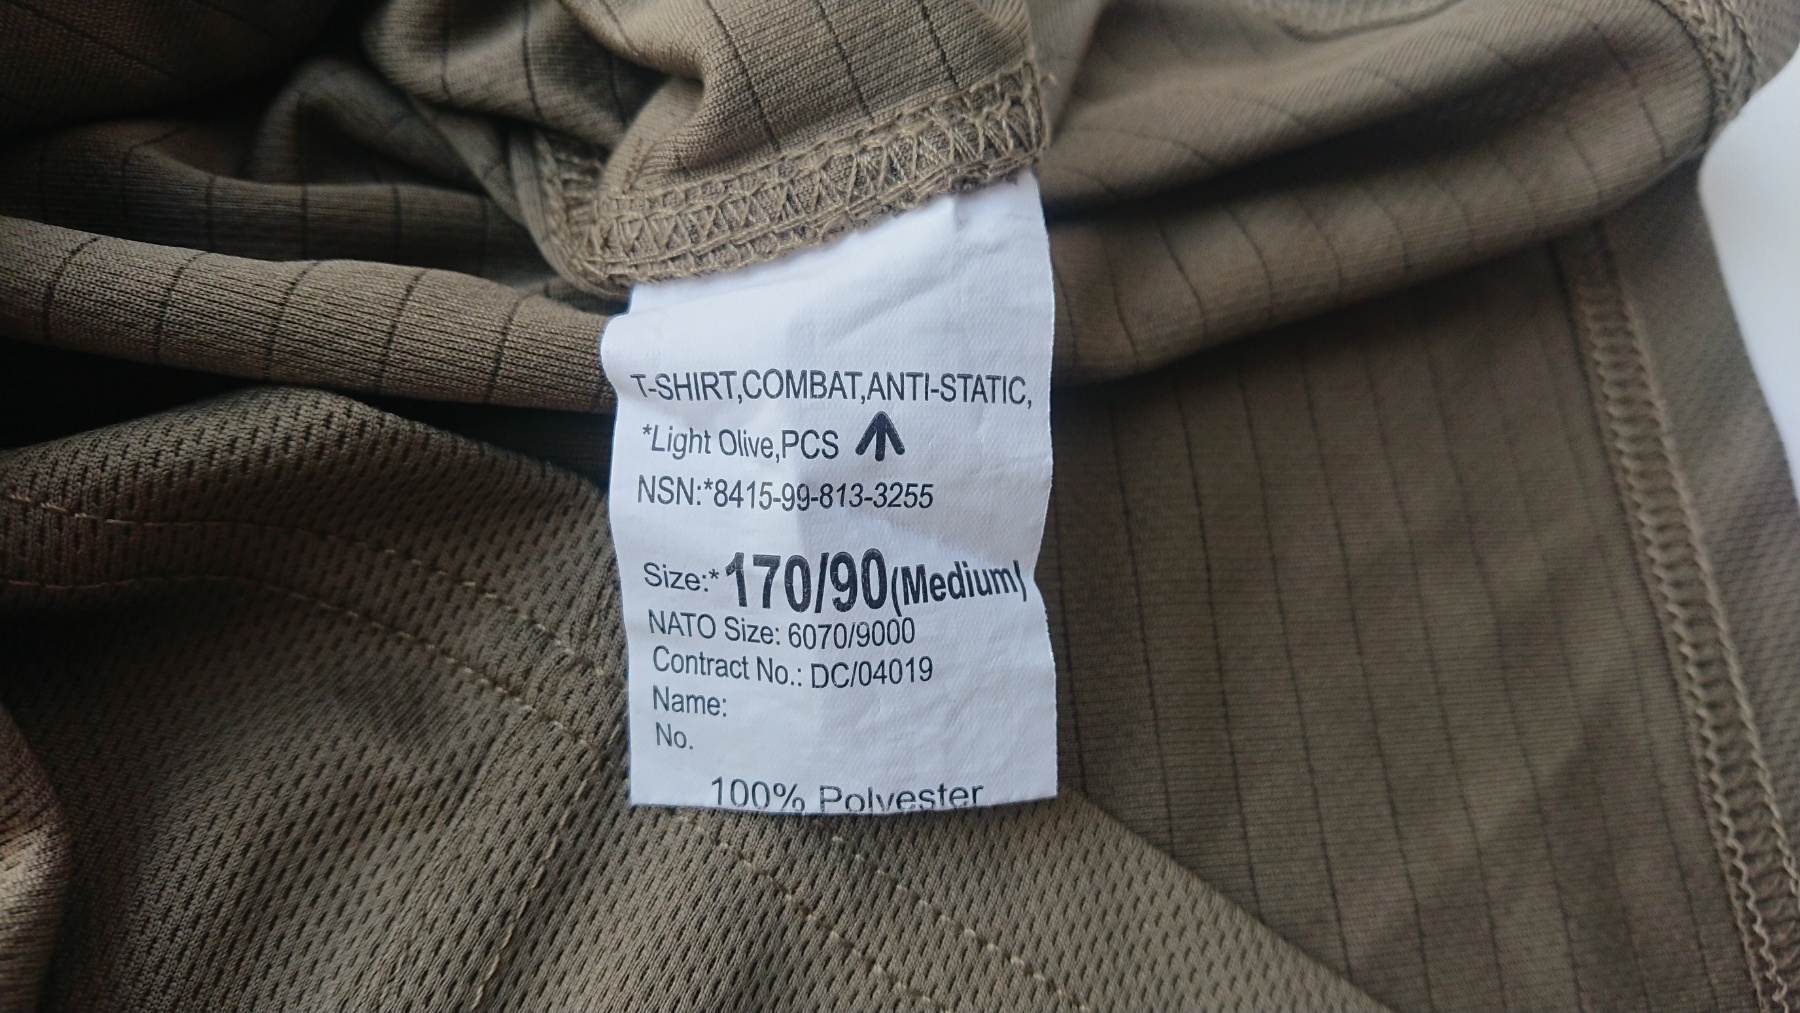 T-SHIRT,COMBAT,ANTI-STATIC,
*Light Olive,PCS
NSN:*8415-99-813-3255
Size:*170/90(Medium)
NATO Size: 6070/9000
Contract No.: DC/04019
Name:
No.
100% Polyester